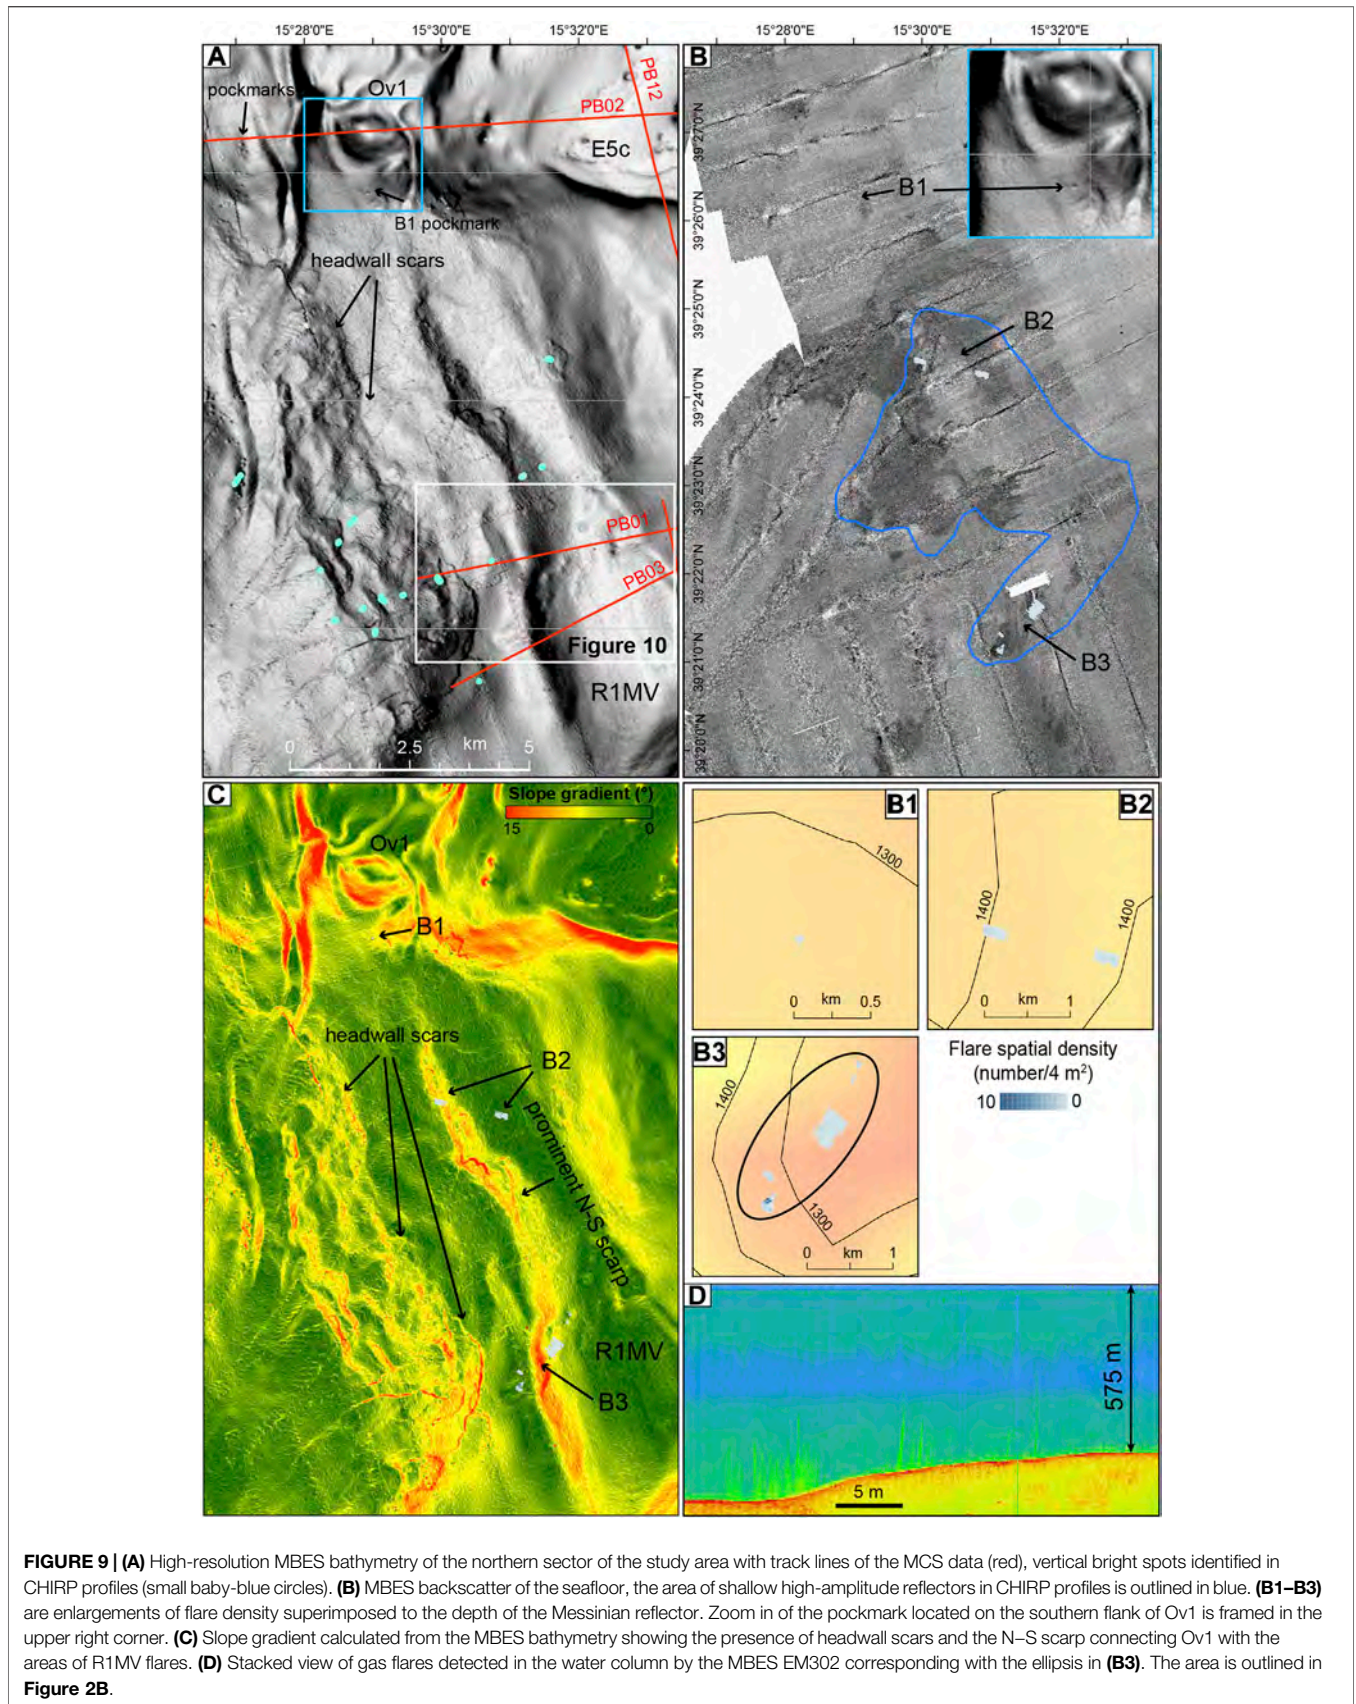 15°28'0"E
15°30'0"E
15°32'0"E
15°28'0"E
15°30'0"E
15°32'0"E
A
pockmarks
Ov1
PB02
PB12
E5c
B1 pockmark
headwall scars
PB01
PB03
Figure 10
R1MV
0
2.5
km
5
B
39°27'0"N
39°26'0"N
39°25'0"N
39°24'0"N
39°23'0"N
39°22'0"N
39°21'0"N
39°20'0"N
B1
B2
B3
C
Slope gradient (°)
15
0
Ov1
B1
headwall scars
B2
prominent N-S scarp
R1MV
B3
B1
1300
0 km 0.5
B2
1400
1400
0 km 1
B3
1400
1300
0 km 1
Flare spatial density
(number/4 m²)
10
0
D
575 m
5 m
FIGURE 9 | (A) High-resolution MBES bathymetry of the northern sector of the study area with track lines of the MCS data (red), vertical bright spots identified in
CHIRP profiles (small baby-blue circles). (B) MBES backscatter of the seafloor, the area of shallow high-amplitude reflectors in CHIRP profiles is outlined in blue. (B1–B3)
are enlargements of flare density superimposed to the depth of the Messinian reflector. Zoom in of the pockmark located on the southern flank of Ov1 is framed in the
upper right corner. (C) Slope gradient calculated from the MBES bathymetry showing the presence of headwall scars and the N–S scarp connecting Ov1 with the
areas of R1MV flares. (D) Stacked view of gas flares detected in the water column by the MBES EM302 corresponding with the ellipsis in (B3). The area is outlined in
Figure 2B.